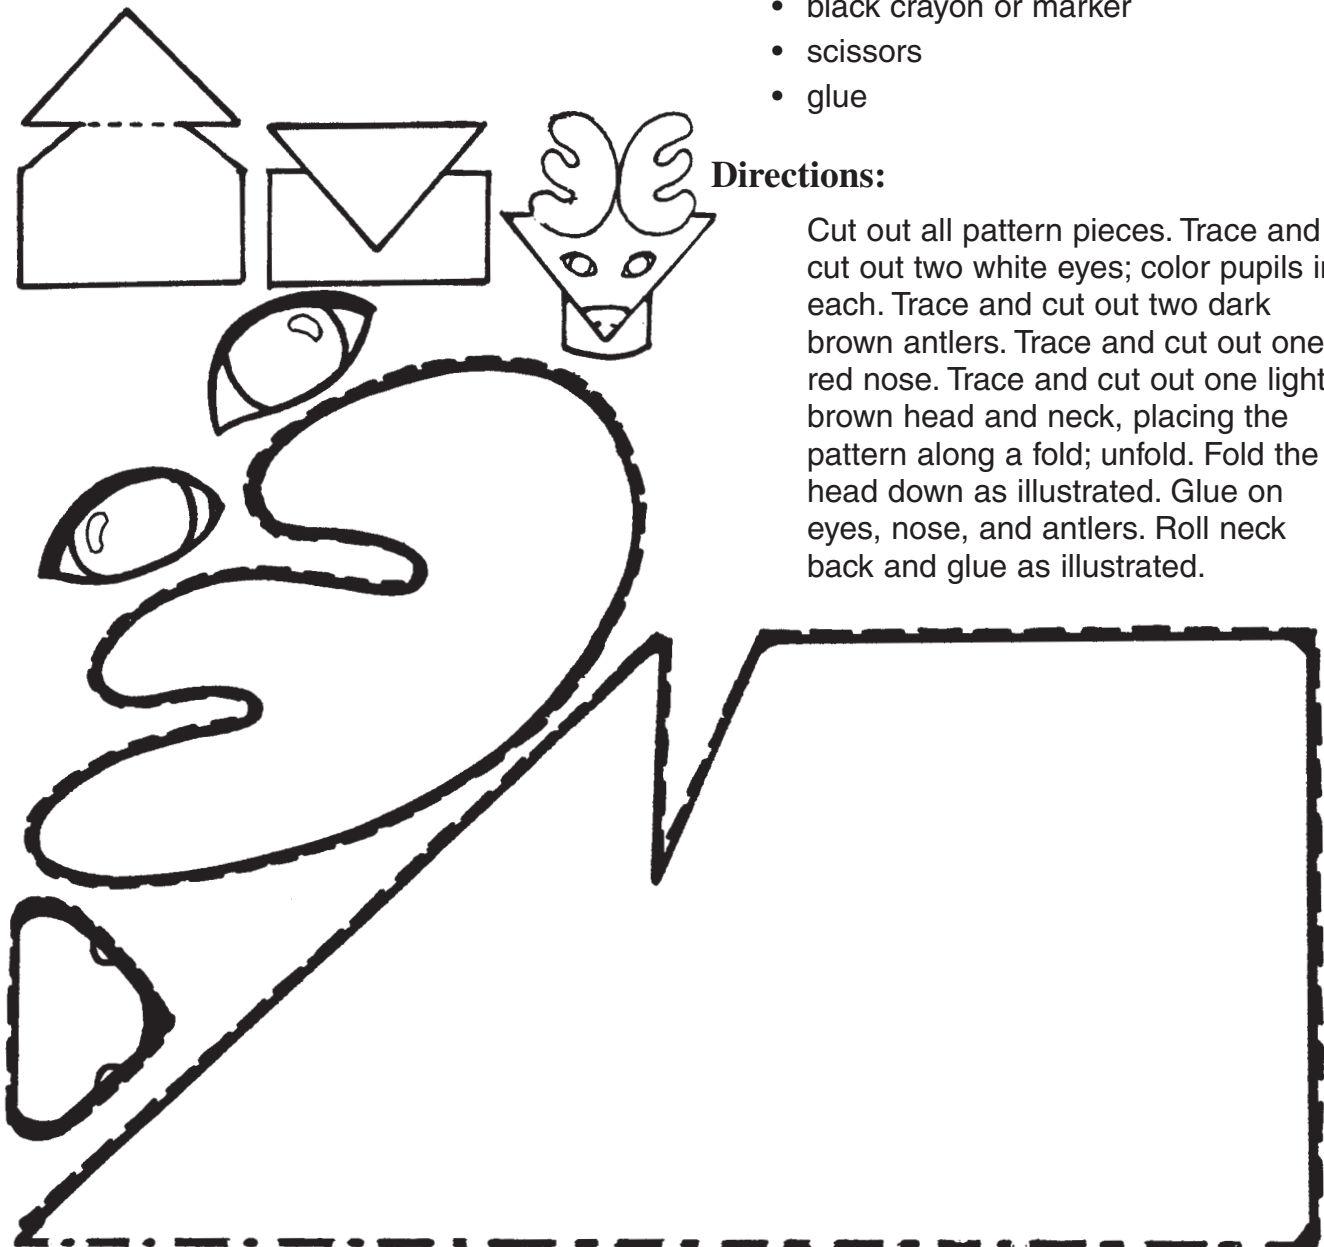 • black crayon or marker
• scissors
• glue
Directions:
Cut out all pattern pieces. Trace and
cut out two white eyes; color pupils in
each. Trace and cut out two dark
brown antlers. Trace and cut out one
red nose. Trace and cut out one light
brown head and neck, placing the
pattern along a fold; unfold. Fold the
head down as illustrated. Glue on
eyes, nose, and antlers. Roll neck
back and glue as illustrated.